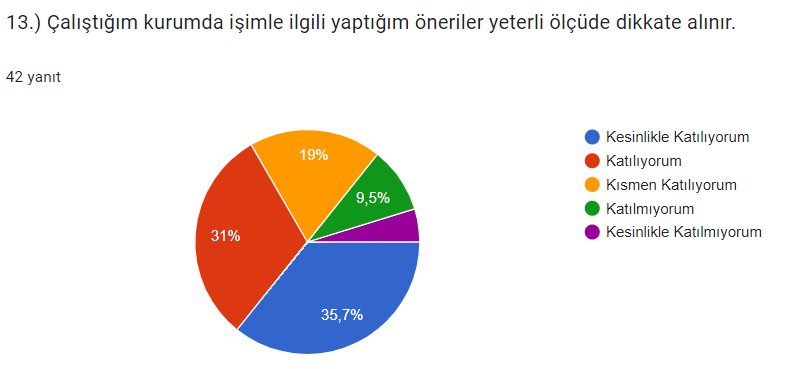 13.) Çalıştığım kurumda işimle ilgili yaptığım öneriler yeterli ölçüde dikkate alınır.
42 yanıt
19%
9,5%
31%
35,7%
Kesinlikle Katılıyorum
Katılıyorum
Kısmen Katılıyorum
Katılmıyorum
Kesinlikle Katılmıyorum